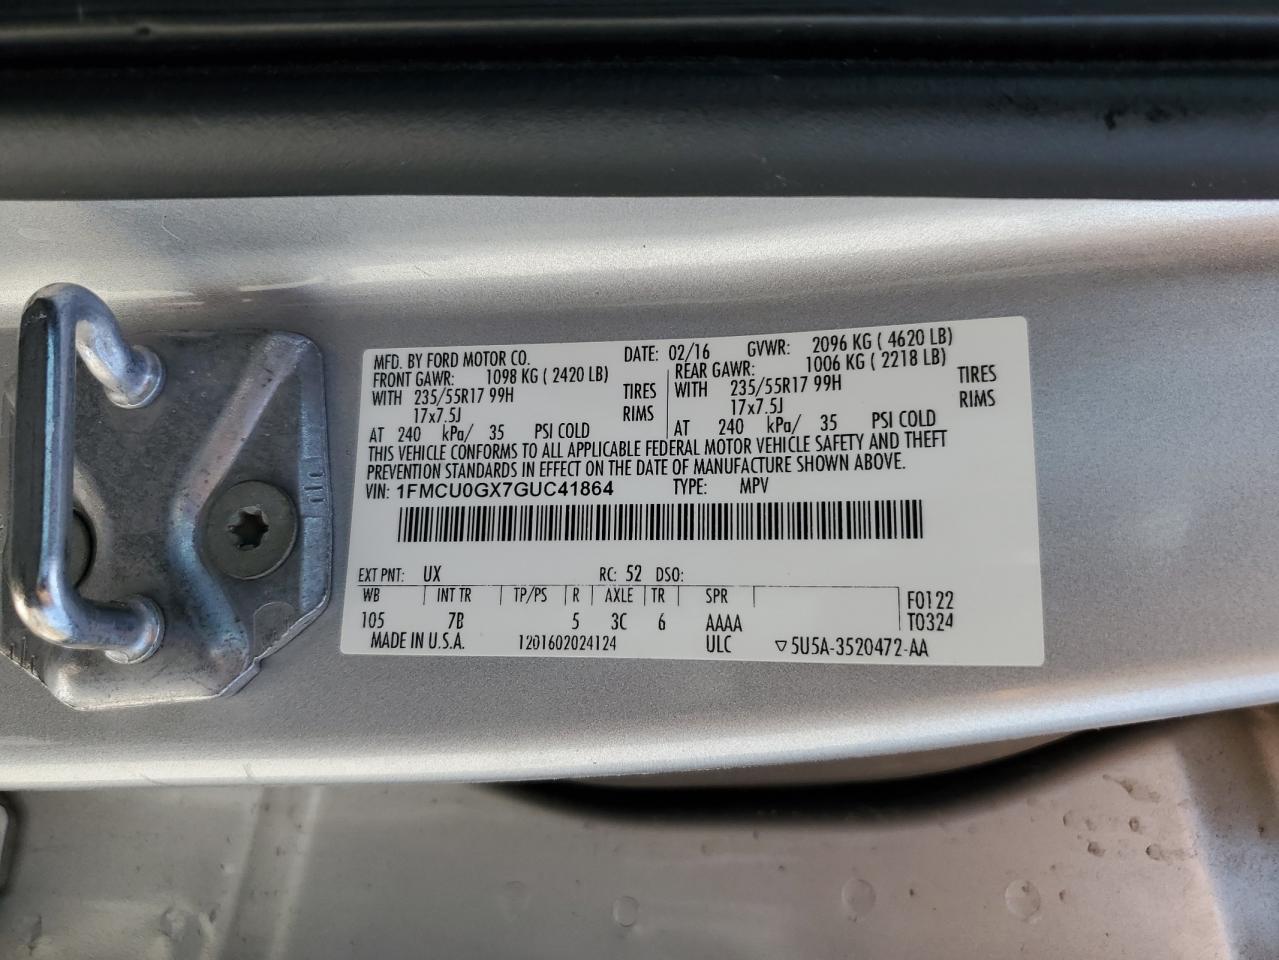 MFD. BY FORD MOTOR CO. DATE: 02/16 GVWR: 2096 KG ( 4620 LB)
FRONT GAWR: 1098 KG ( 2420 LB) REAR GAWR: 1006 KG ( 2218 LB)
WITH 235/55R17 99H TIRES WITH 235/55R17 99H TIRES
17x7.5J RIMS 17x7.5J RIMS
AT 240 kPa/ 35 PSI COLD AT 240 kPa/ 35 PSI COLD
THIS VEHICLE CONFORMS TO ALL APPLICABLE FEDERAL MOTOR VEHICLE SAFETY AND THEFT
PREVENTION STANDARDS IN EFFECT ON THE DATE OF MANUFACTURE SHOWN ABOVE.
VIN: 1FMCU0GX7GUC41864 TYPE: MPV
EXT PNT: UX RC: 52 DSO:
WB INT TR TP/PS R AXLE TR SPR F0122
105 7B 5 3C 6 AAAA T0324
MADE IN U.S.A. 1201602024124 ULC ▽5U5A-3520472-AA